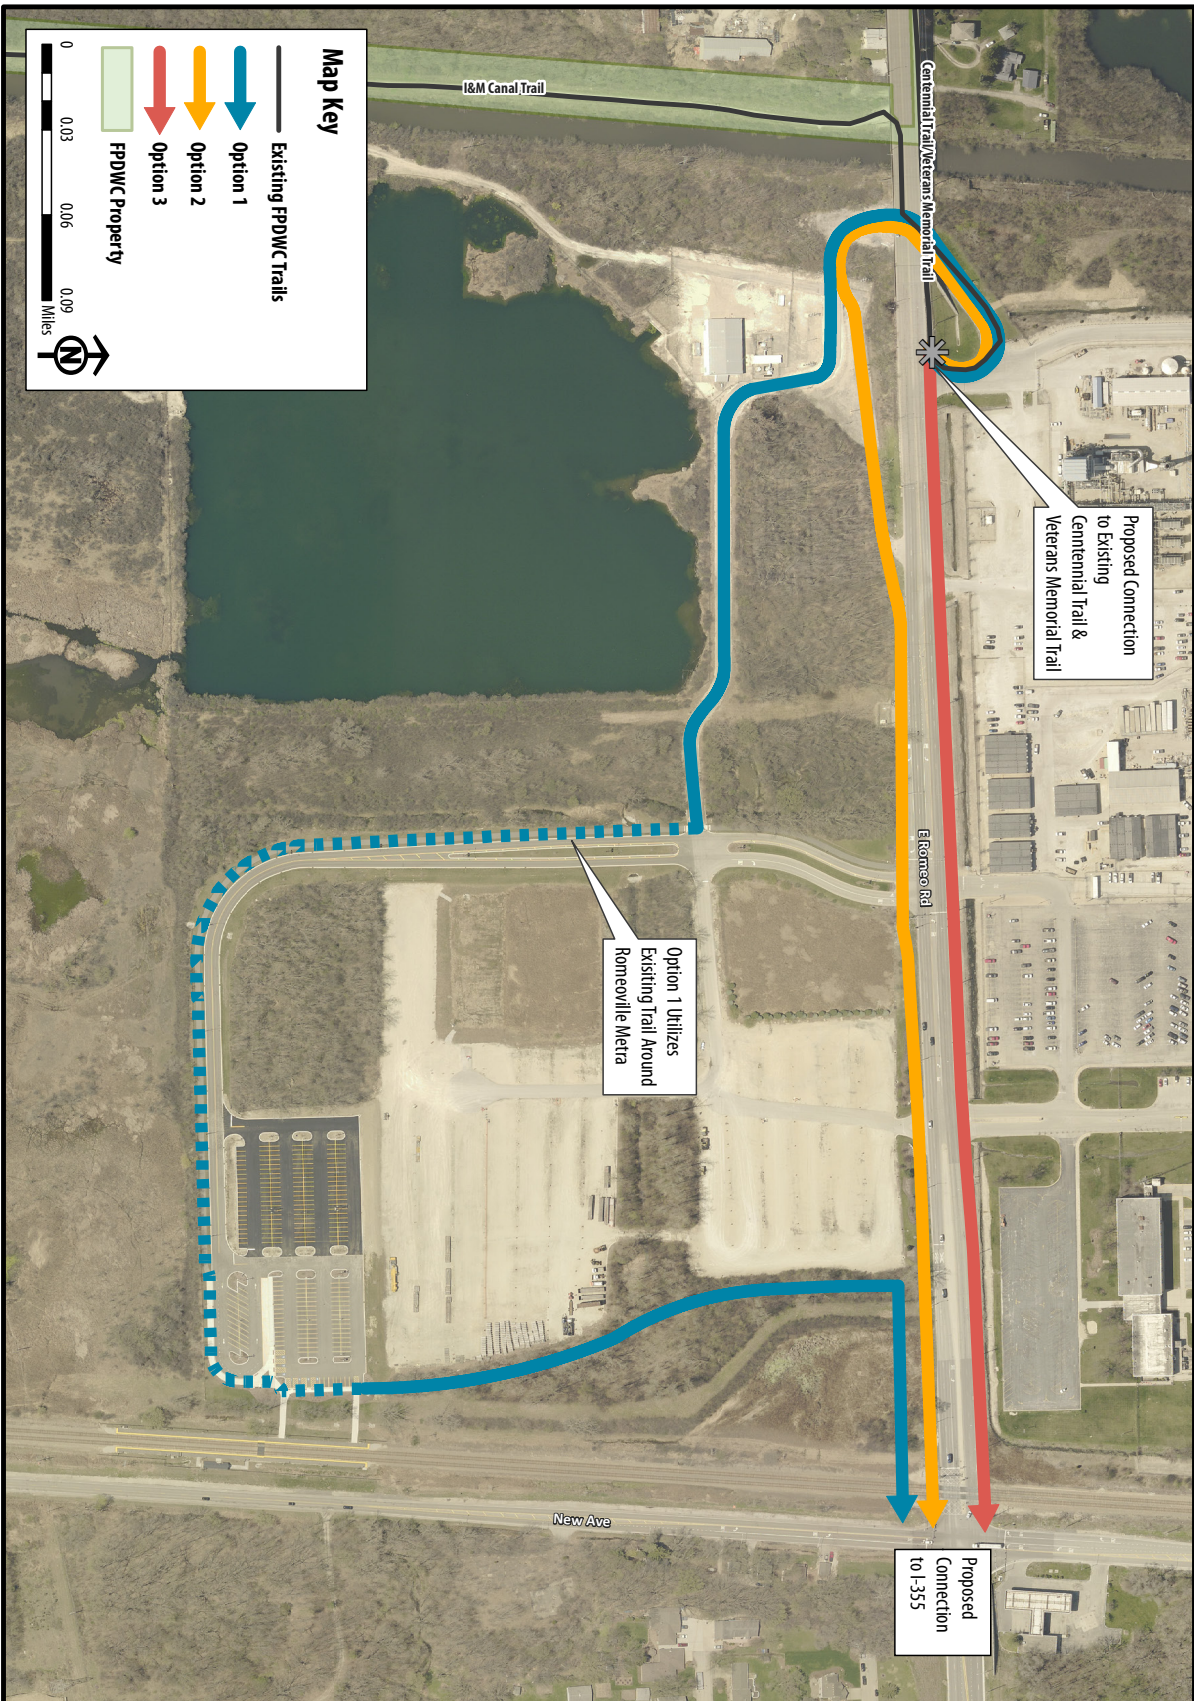 Map Key
Existing FPDWC Trails
Option 1
Option 2
Option 3
FPDWC Property
0
0.03
0.06
0.09
Miles
N
I&M Canal Trail
Centennial Trail/Veterans Memorial Trail
Proposed Connection
to Existing
Cenntennial Trail &
Veterans Memorial Trail
E Romeo Rd
Option 1 Utilizes
Exisiting Trail Around
Romeoville Metra
New Ave
Proposed
Connection
to I-355